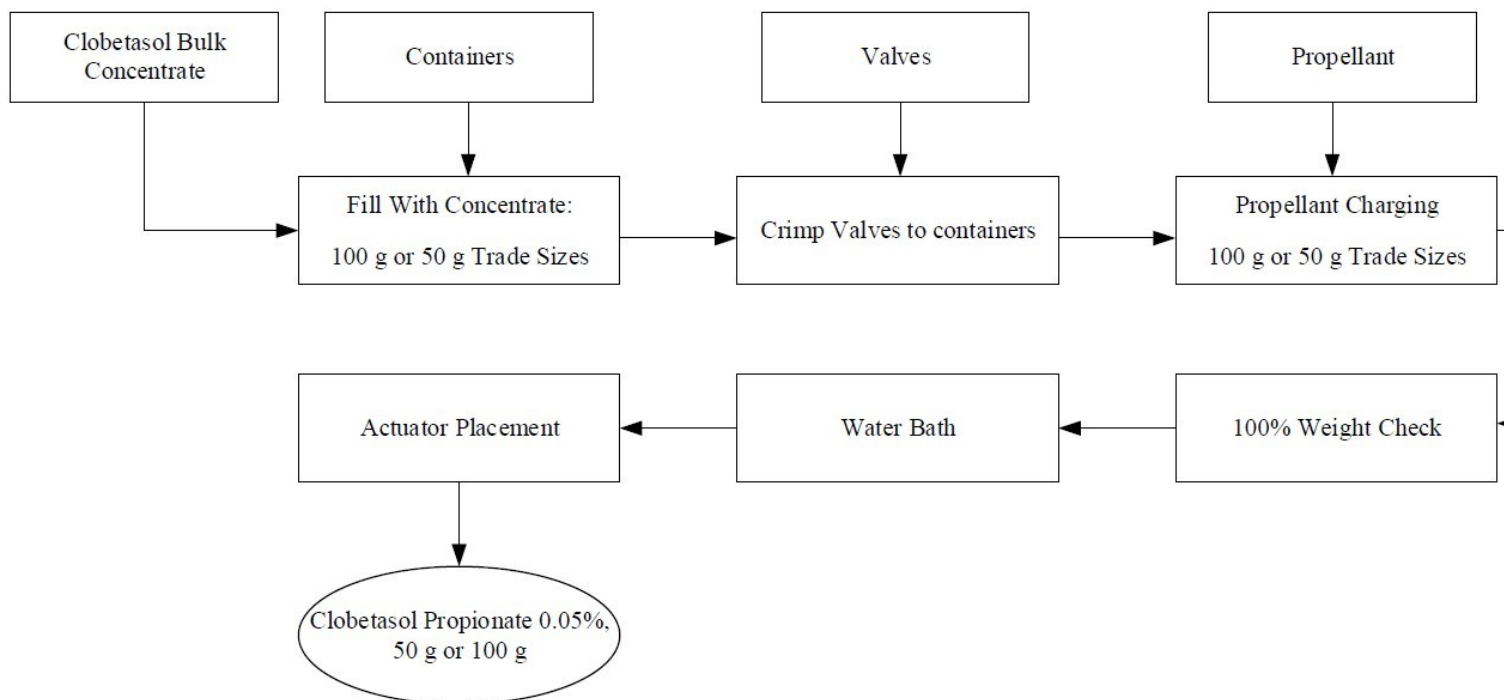 Clobetasol Bulk
Concentrate
Containers
Valves
Propellant
Fill With Concentrate:
100 g or 50 g Trade Sizes
Crimp Valves to containers
Propellant Charging
100 g or 50 g Trade Sizes
Actuator Placement
Water Bath
100% Weight Check
Clobetasol Propionate 0.05%,
50 g or 100 g